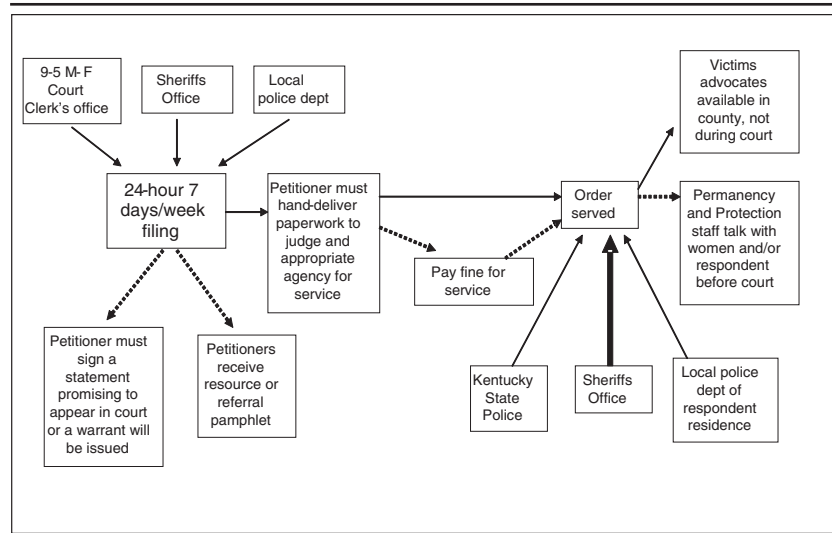 9-5 M-F
Court
Clerk's office
Sheriffs
Office
Local
police dept
24-hour 7
days/week
filing
Petitioner must
hand-deliver
paperwork to
judge and
appropriate
agency for
service
Pay fine for
service
Order
served
Victims
advocates
available in
county, not
during court
Permanency
and Protection
staff talk with
women and/or
respondent
before court
Petitioner must
sign a
statement
promising to
appear in court
or a warrant will
be issued
Petitioners
receive
resource or
referral pamphlet
Kentucky
State
Police
Sheriffs
Office
Local police
dept of
respondent
residence